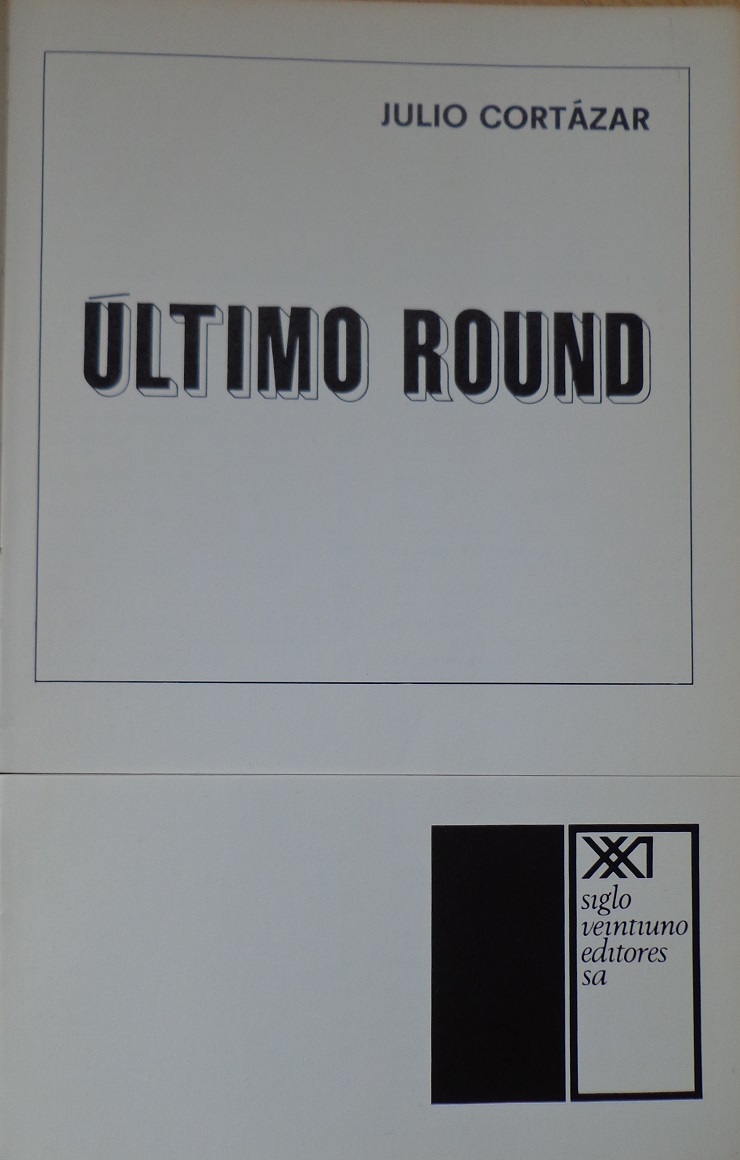 JULIO CORTÁZAR
ÚLTIMO ROUND
XXI
siglo
veintiuno
editores
sa